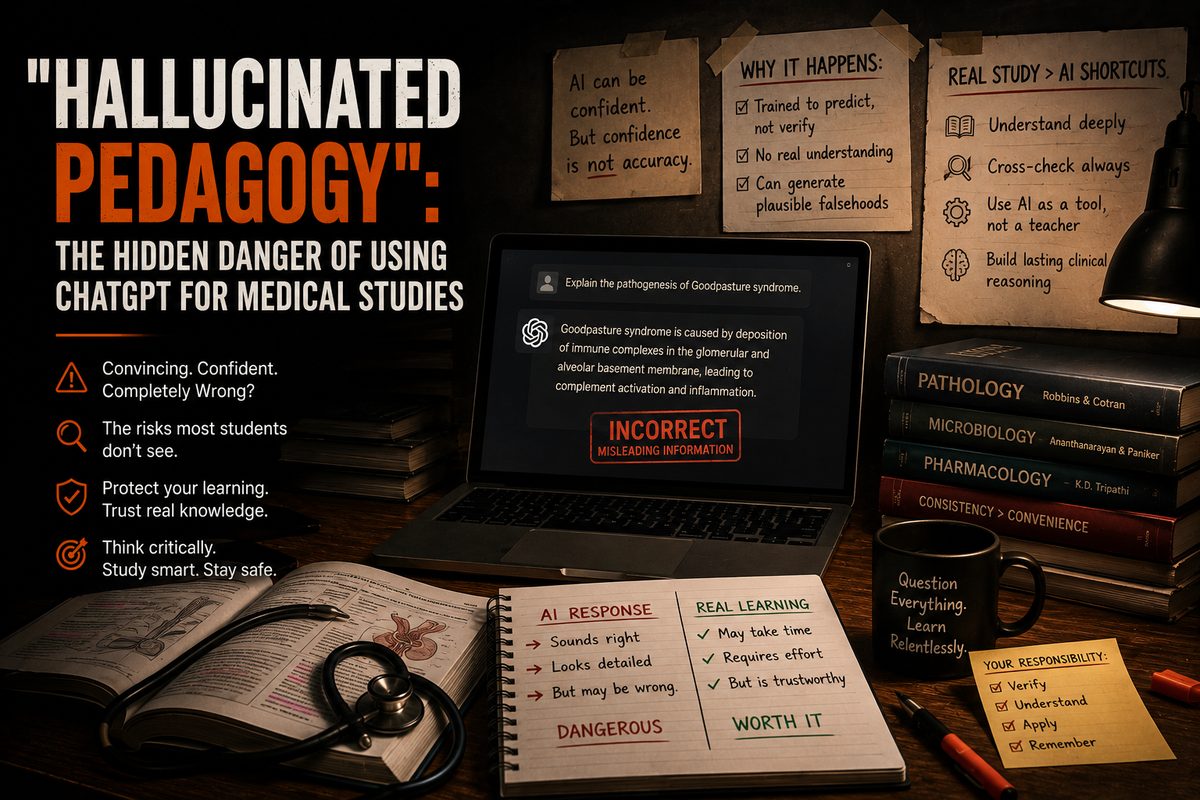 "HALLUCINATED
PEDAGOGY":
THE HIDDEN DANGER OF USING
CHATGPT FOR MEDICAL STUDIES
Convincing. Confident.
Completely Wrong?
The risks most students
don't see.
Protect your learning.
Trust real knowledge.
Think critically.
Study smart. Stay safe.
AI can be
confident.
But confidence
is not accuracy.
WHY IT HAPPENS:
Trained to predict,
not verify
No real understanding
Can generate
plausible falsehoods
REAL STUDY > AI SHORTCUTS.
Understand deeply
Cross-check always
Use AI as a tool,
not a teacher
Build lasting clinical
reasoning
Explain the pathogenesis of Goodpasture syndrome.
Goodpasture syndrome is caused by deposition
of immune complexes in the glomerular and
alveolar basement membrane, leading to
complement activation and inflammation.
INCORRECT
MISLEADING INFORMATION
PATHOLOGY Robbins & Cotran
MICROBIOLOGY Ananthanarayan & Paniker
PHARMACOLOGY - K.D. Tripathi
CONSISTENCY > CONVENIENCE
Question
Everything.
Learn
Relentlessly.
AI RESPONSE
Sounds right
Looks detailed
But may be wrong.
DANGEROUS
REAL LEARNING
May take time
Requires effort
But is trustworthy
WORTH IT
YOUR RESPONSIBILITY:
Verify
Understand
Apply
Remember